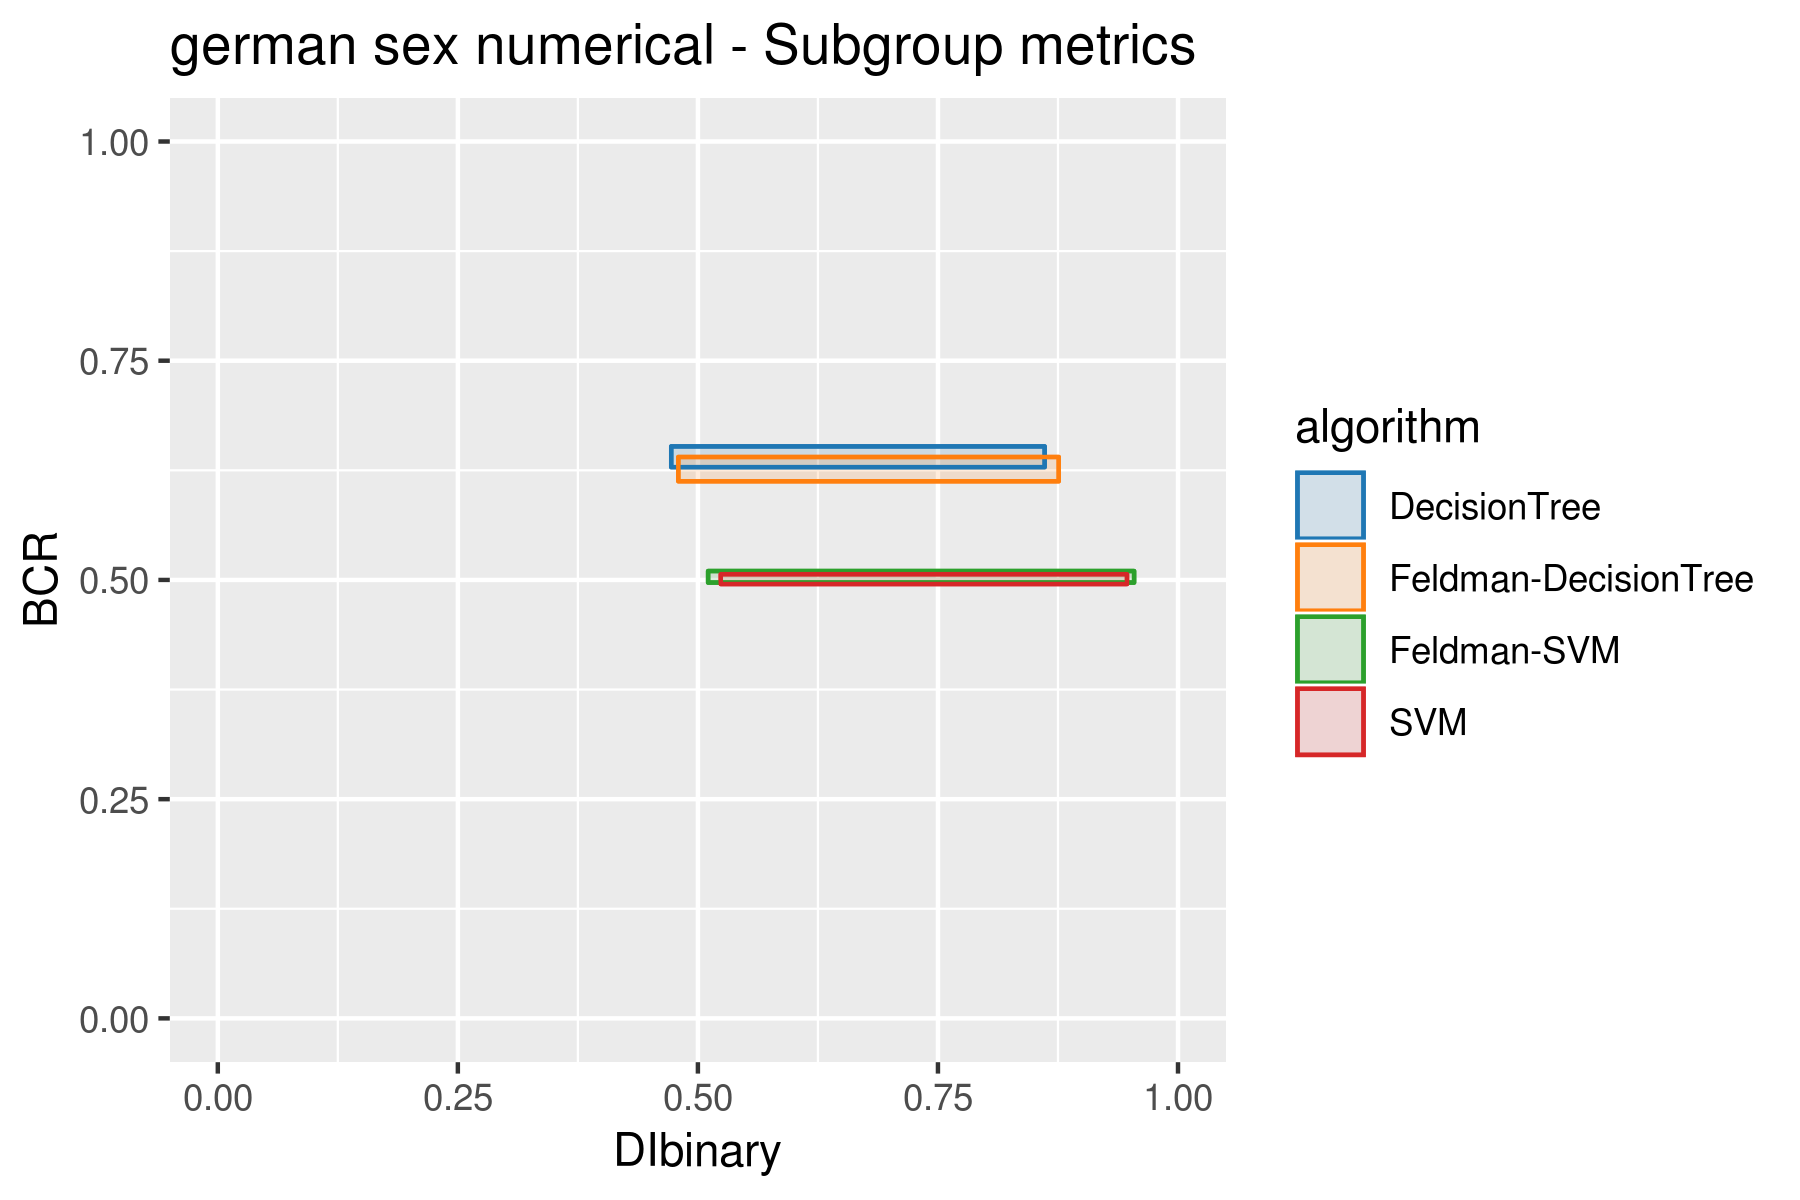 german sex numerical - Subgroup metrics
BCR
1.00
0.75
0.50
0.25
0.00
0.00 0.25 0.50 0.75 1.00
DIbinary
algorithm
DecisionTree
Feldman-DecisionTree
Feldman-SVM
SVM